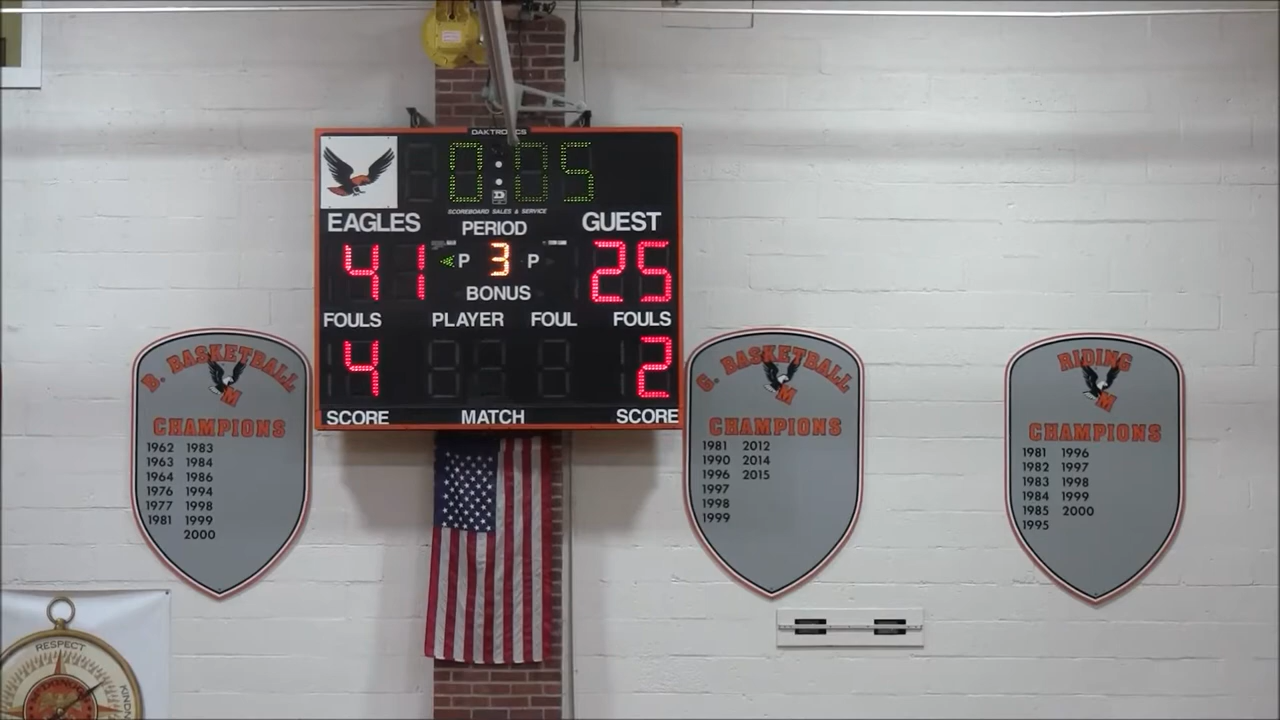 DAKTRONICS
0:05
SCOREBOARD SALES & SERVICE
EAGLES PERIOD GUEST
41 P 3 P 25
BONUS
FOULS PLAYER FOUL FOULS
4 2
SCORE MATCH SCORE
B. BASKETBALL
M
CHAMPIONS
1962 1983
1963 1984
1964 1986
1976 1994
1977 1998
1981 1999
2000
G. BASKETBALL
M
CHAMPIONS
1981 2012
1990 2014
1996 2015
1997
1998
1999
RIDING
M
CHAMPIONS
1981 1996
1982 1997
1983 1998
1984 1999
1985 2000
1995
RESPECT